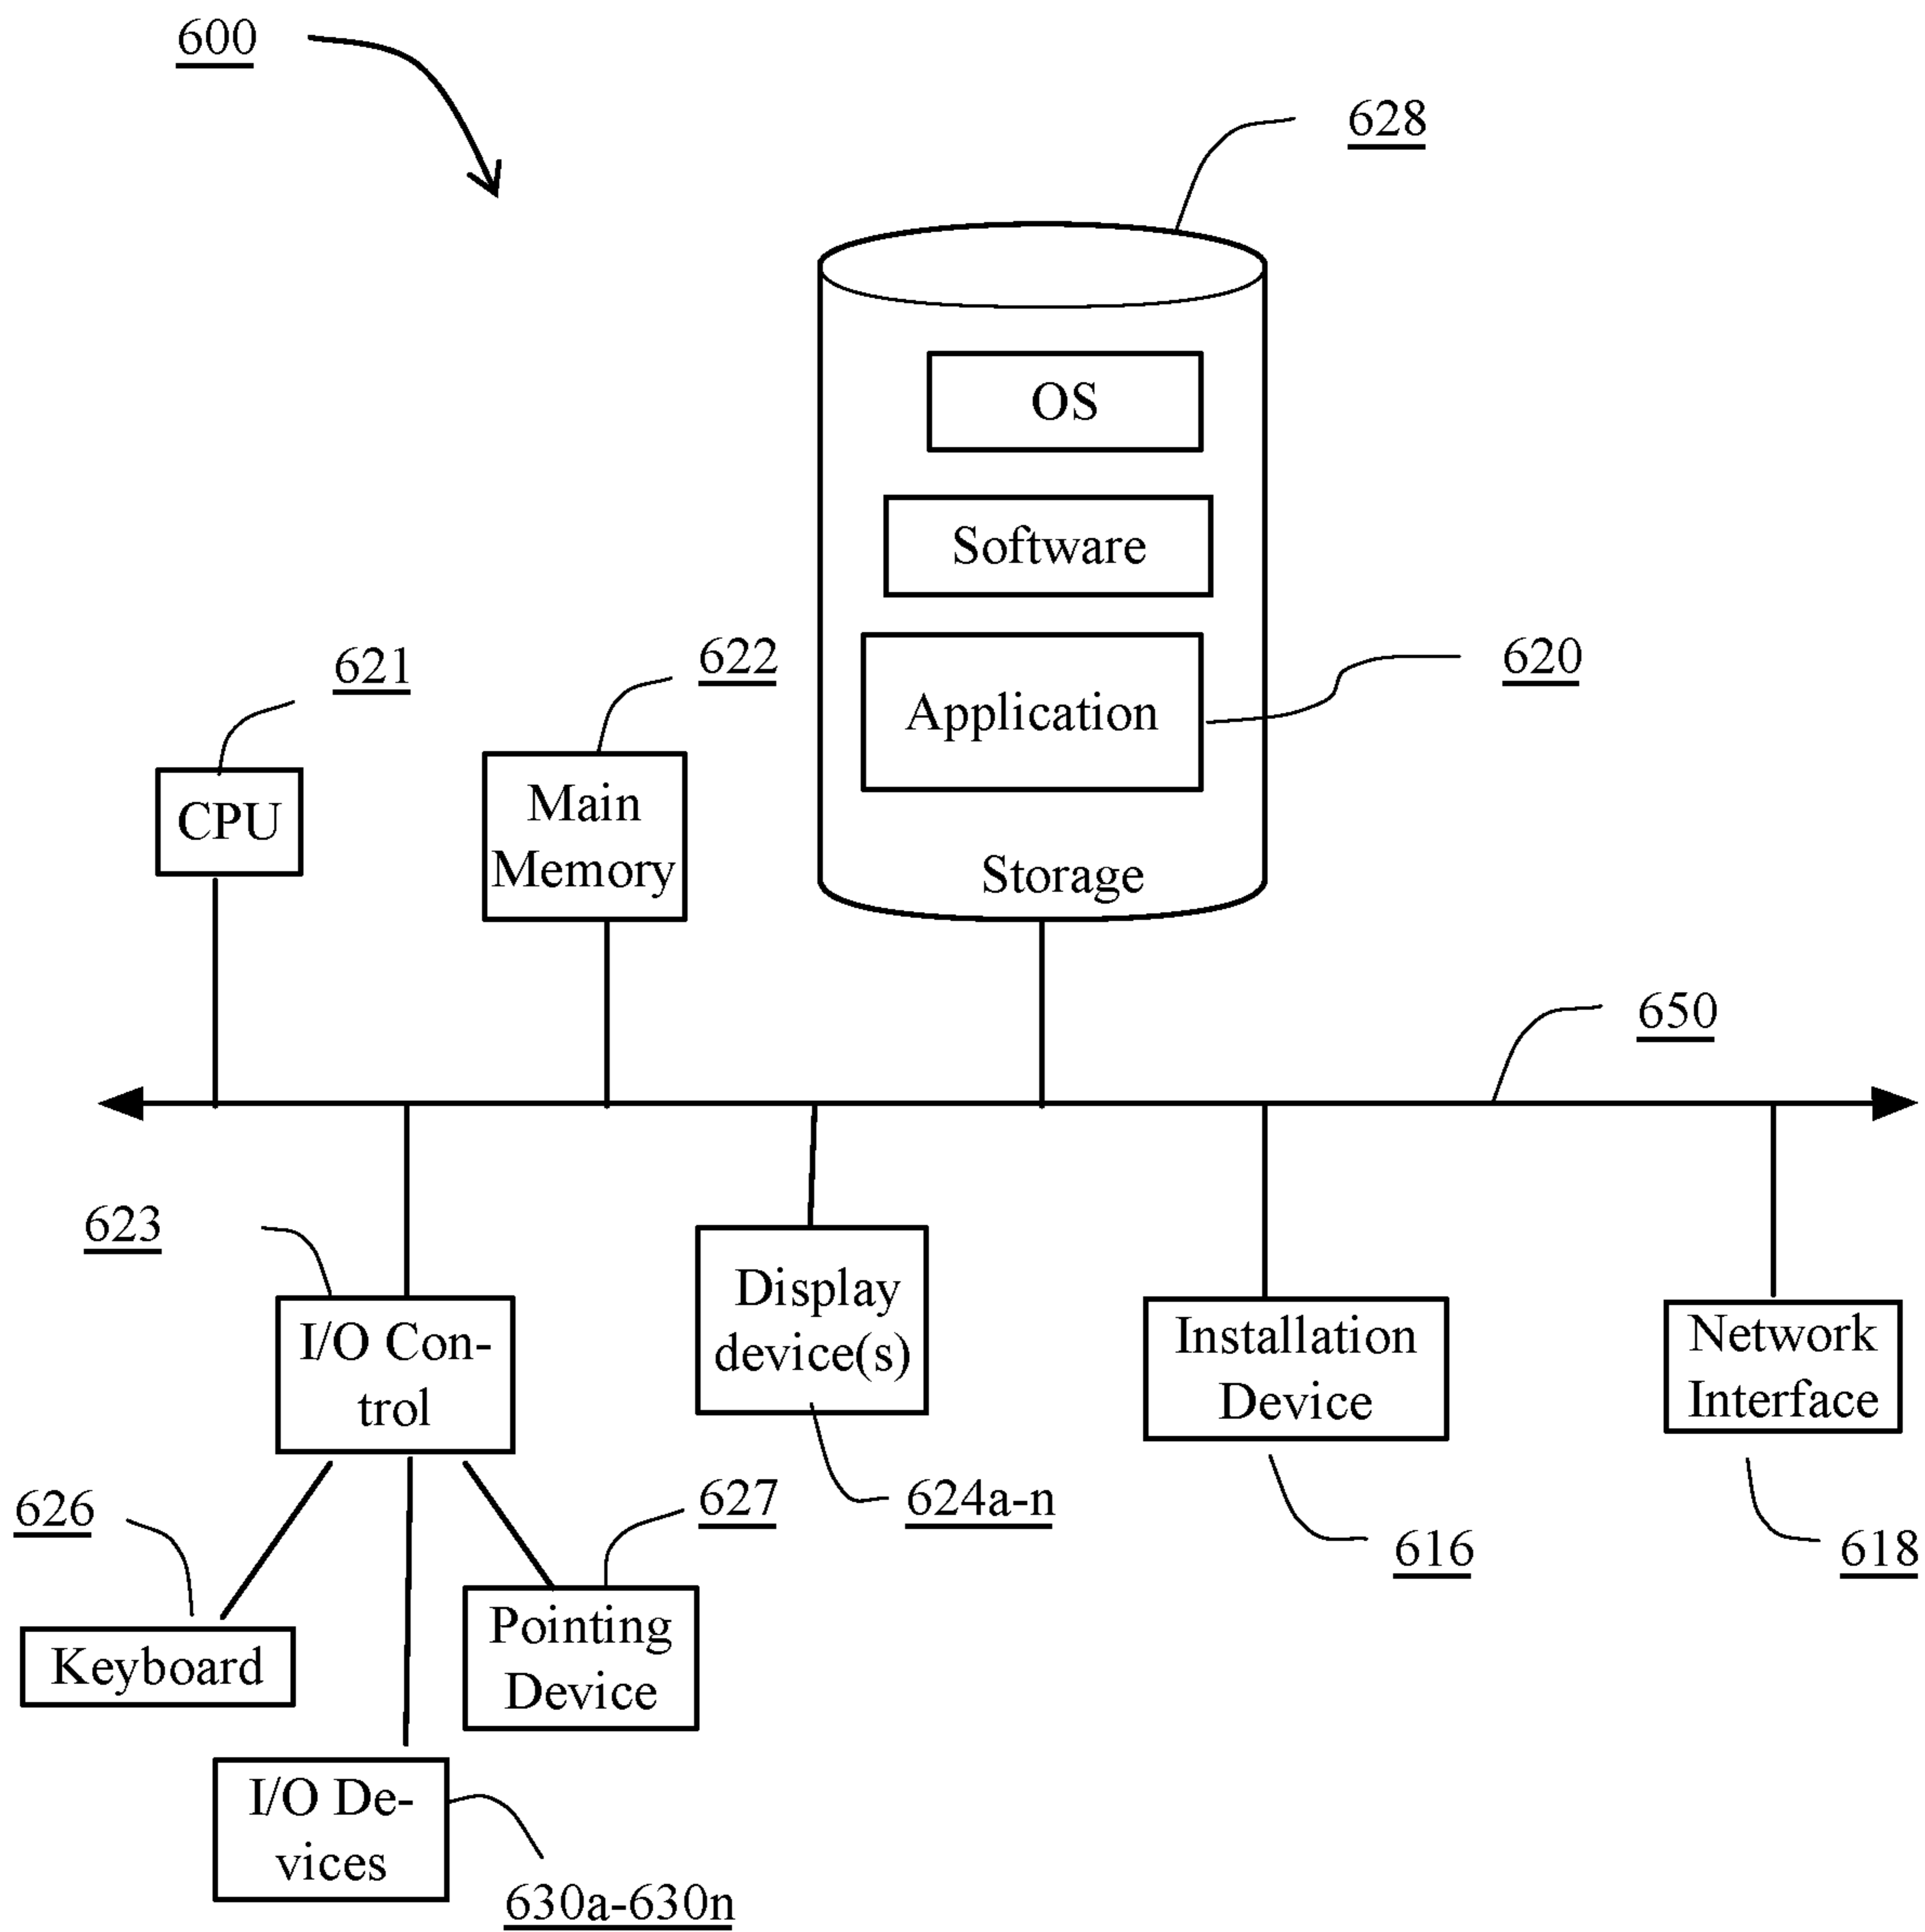 600
628
OS
Software
621
622
620
Application
CPU
Main
Memory
Storage
650
623
Display
device(s)
I/O Con-
trol
Installation
Device
Network
Interface
626
627
624a-n
616
618
Keyboard
Pointing
Device
I/O De-
vices
630a-630n